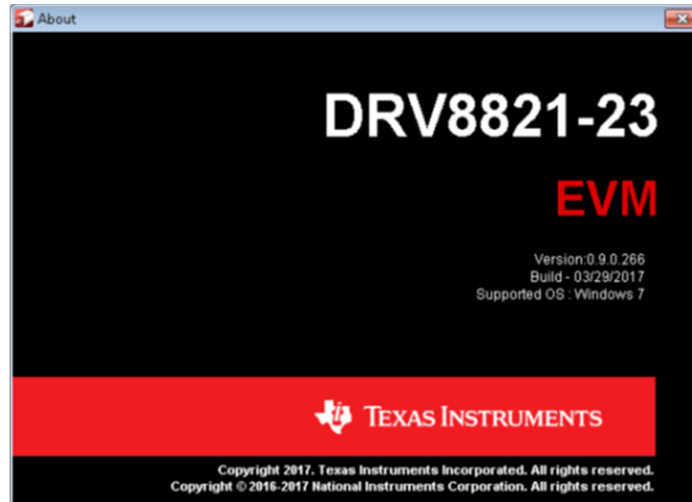 About
DRV8821-23
EVM
Version:0.9.0.266
Build - 03/29/2017
Supported OS : Windows 7
TEXAS INSTRUMENTS
Copyright 2017. Texas Instruments Incorporated. All rights reserved.
Copyright © 2016-2017 National Instruments Corporation. All rights reserved.